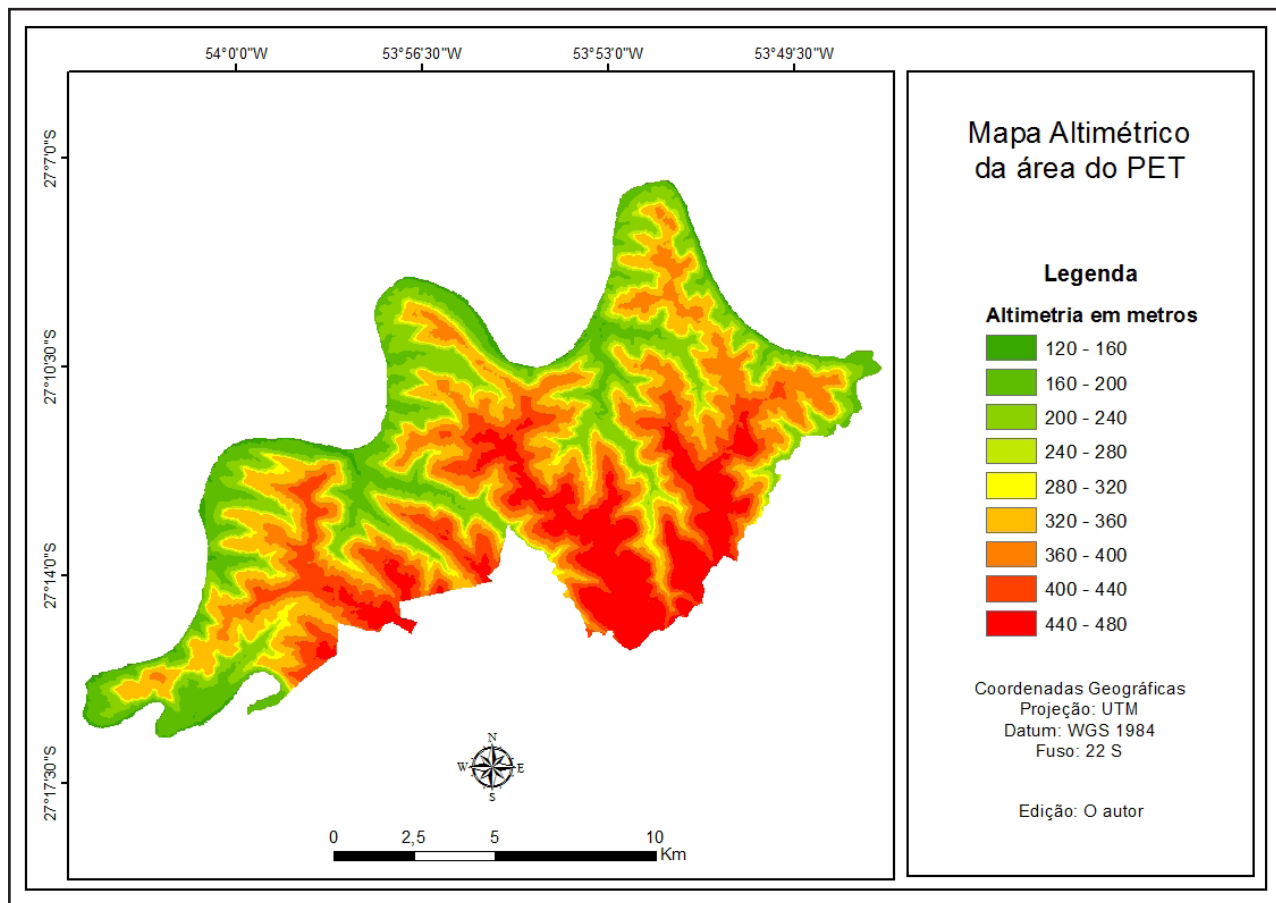 54°0'0"W
53°56'30"W
53°53'0"W
53°49'30"W
27°7'0"S
27°10'30"S
27°14'0"S
27°17'30"S
N
W
E
S
0
2,5
5
10
Km
Mapa Altimétrico
da área do PET
Legenda
Altimetria em metros
120 - 160
160 - 200
200 - 240
240 - 280
280 - 320
320 - 360
360 - 400
400 - 440
440 - 480
Coordenadas Geográficas
Projeção: UTM
Datum: WGS 1984
Fuso: 22 S
Edição: O autor